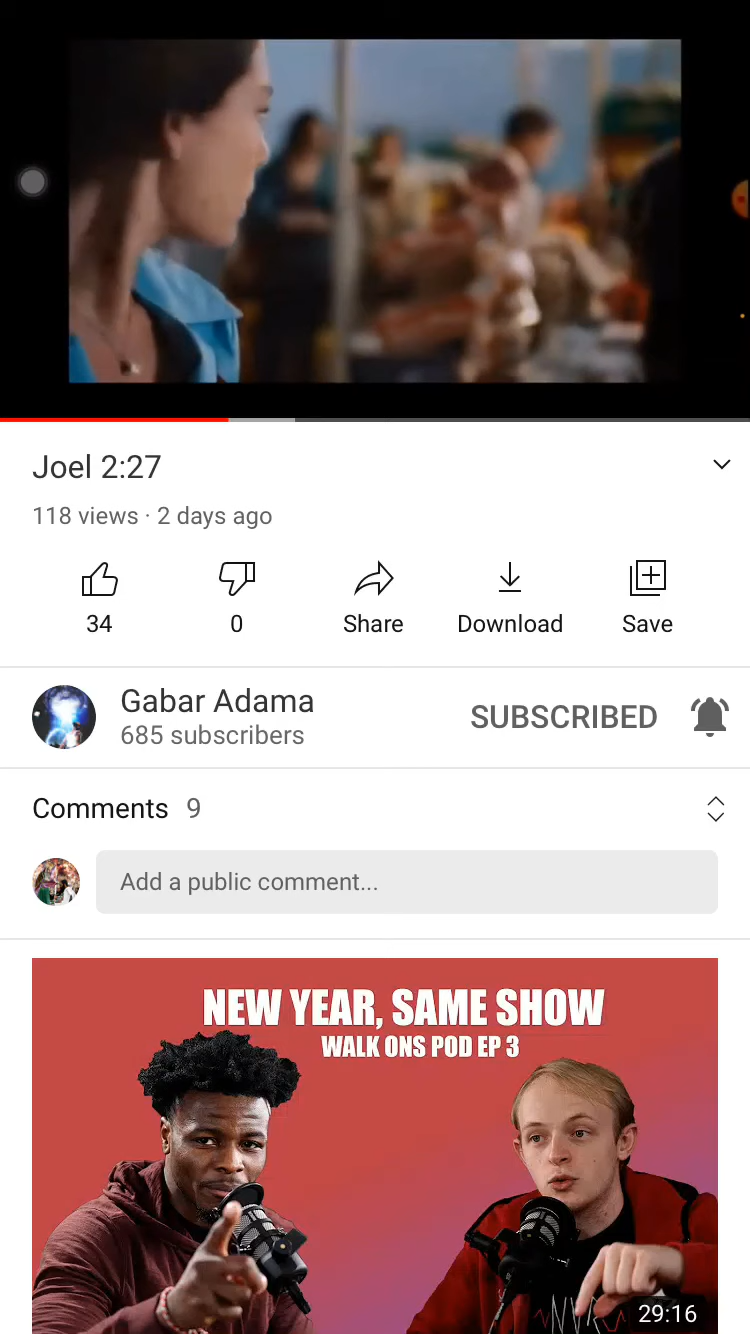 Joel 2:27
118 views · 2 days ago
34
0
Share
Download
Save
Gabar Adama
685 subscribers
SUBSCRIBED
Comments 9
Add a public comment...
NEW YEAR, SAME SHOW
WALK ONS POD EP 3
29:16